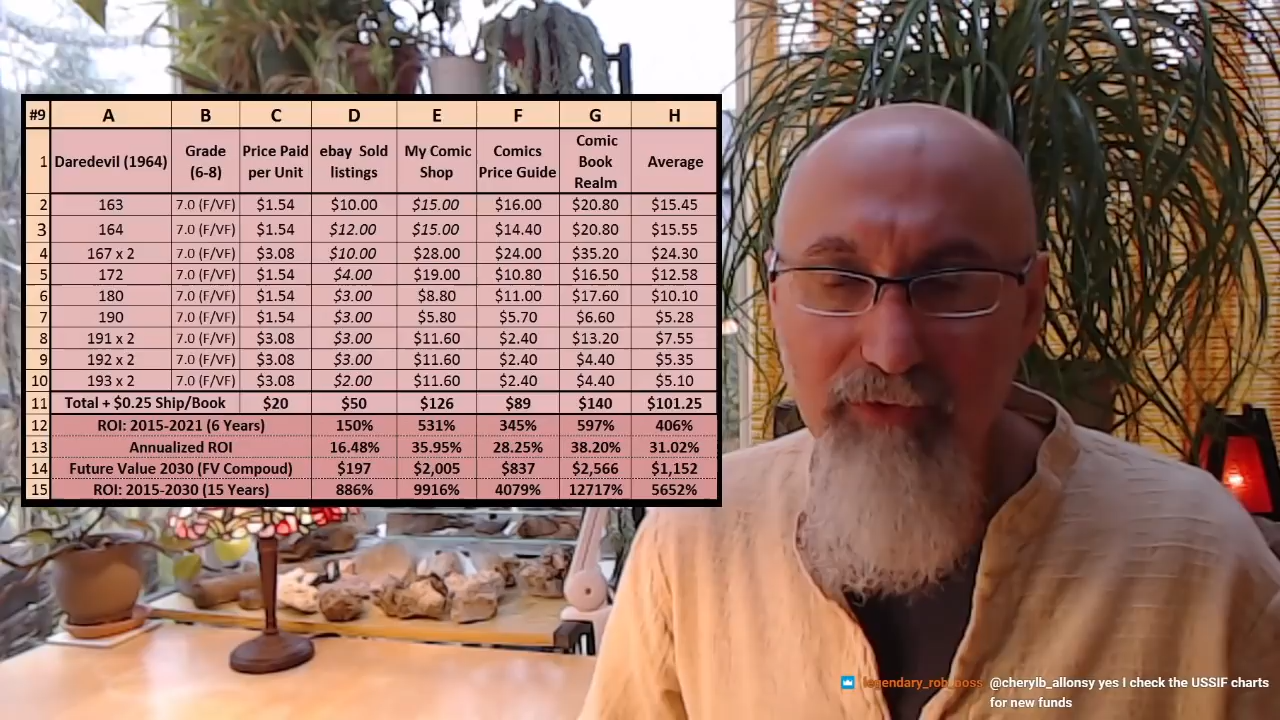 #9 A B C D E F G H
1 Daredevil (1964) Grade (6-8) Price Paid per Unit ebay Sold listings My Comic Shop Comics Price Guide Comic Book Realm Average
2 163 7.0 (F/VF) $1.54 $10.00 $15.00 $16.00 $20.80 $15.45
3 164 7.0 (F/VF) $1.54 $12.00 $15.00 $14.40 $20.80 $15.55
4 167 x 2 7.0 (F/VF) $3.08 $10.00 $28.00 $24.00 $35.20 $24.30
5 172 7.0 (F/VF) $1.54 $4.00 $19.00 $10.80 $16.50 $12.58
6 180 7.0 (F/VF) $1.54 $3.00 $8.80 $11.00 $17.60 $10.10
7 190 7.0 (F/VF) $1.54 $3.00 $5.80 $5.70 $6.60 $5.28
8 191 x 2 7.0 (F/VF) $3.08 $3.00 $11.60 $2.40 $13.20 $7.55
9 192 x 2 7.0 (F/VF) $3.08 $3.00 $11.60 $2.40 $4.40 $5.35
10 193 x 2 7.0 (F/VF) $3.08 $2.00 $11.60 $2.40 $4.40 $5.10
11 Total + $0.25 Ship/Book $20 $50 $126 $89 $140 $101.25
12 ROI: 2015-2021 (6 Years) 150% 531% 345% 597% 406%
13 Annualized ROI 16.48% 35.95% 28.25% 38.20% 31.02%
14 Future Value 2030 (FV Compoud) $197 $2,005 $837 $2,566 $1,152
15 ROI: 2015-2030 (15 Years) 886% 9916% 4079% 12717% 5652%
legendary_rob_boss @cherylb_allonsy yes I check the USSIF charts
for new funds